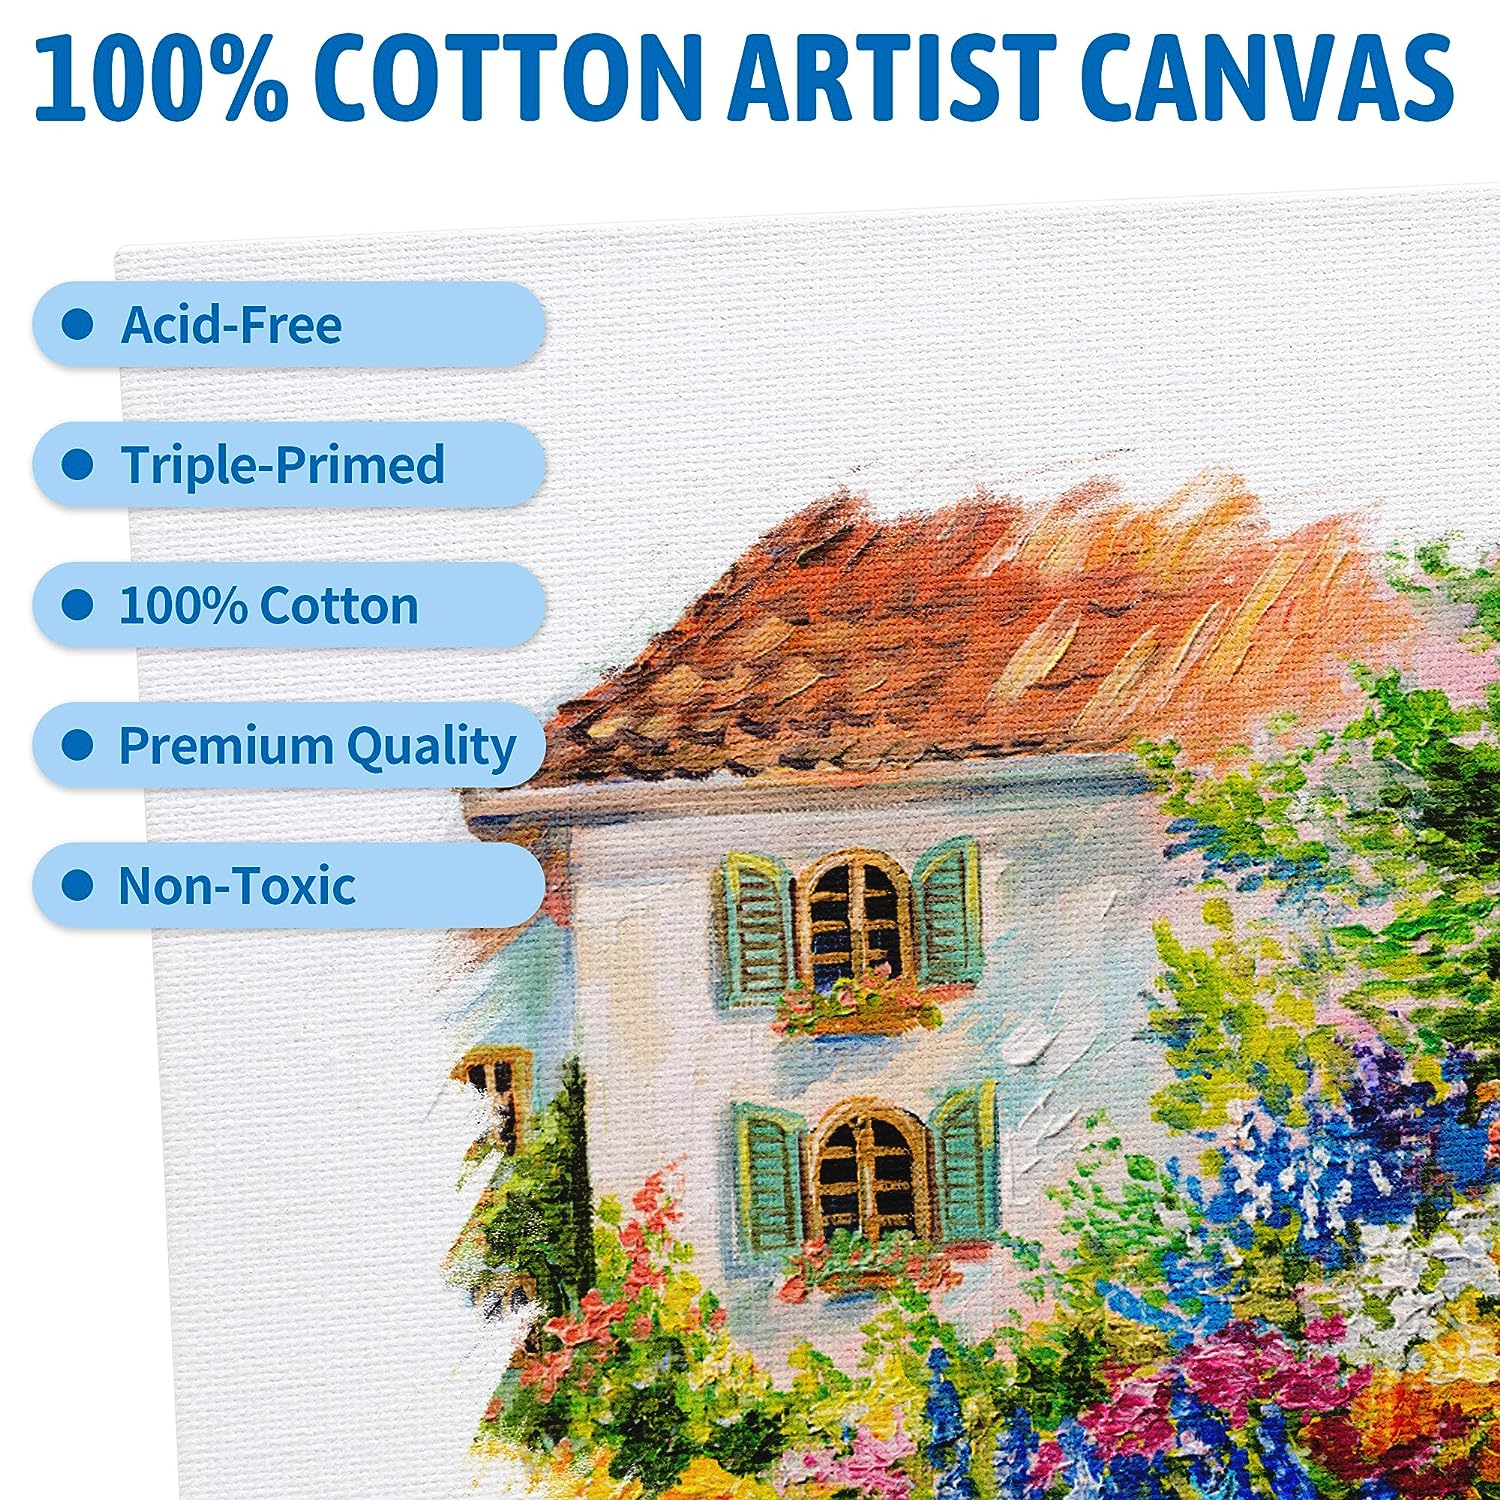 100% COTTON ARTIST CANVAS
Acid-Free
Triple-Primed
100% Cotton
Premium Quality
Non-Toxic